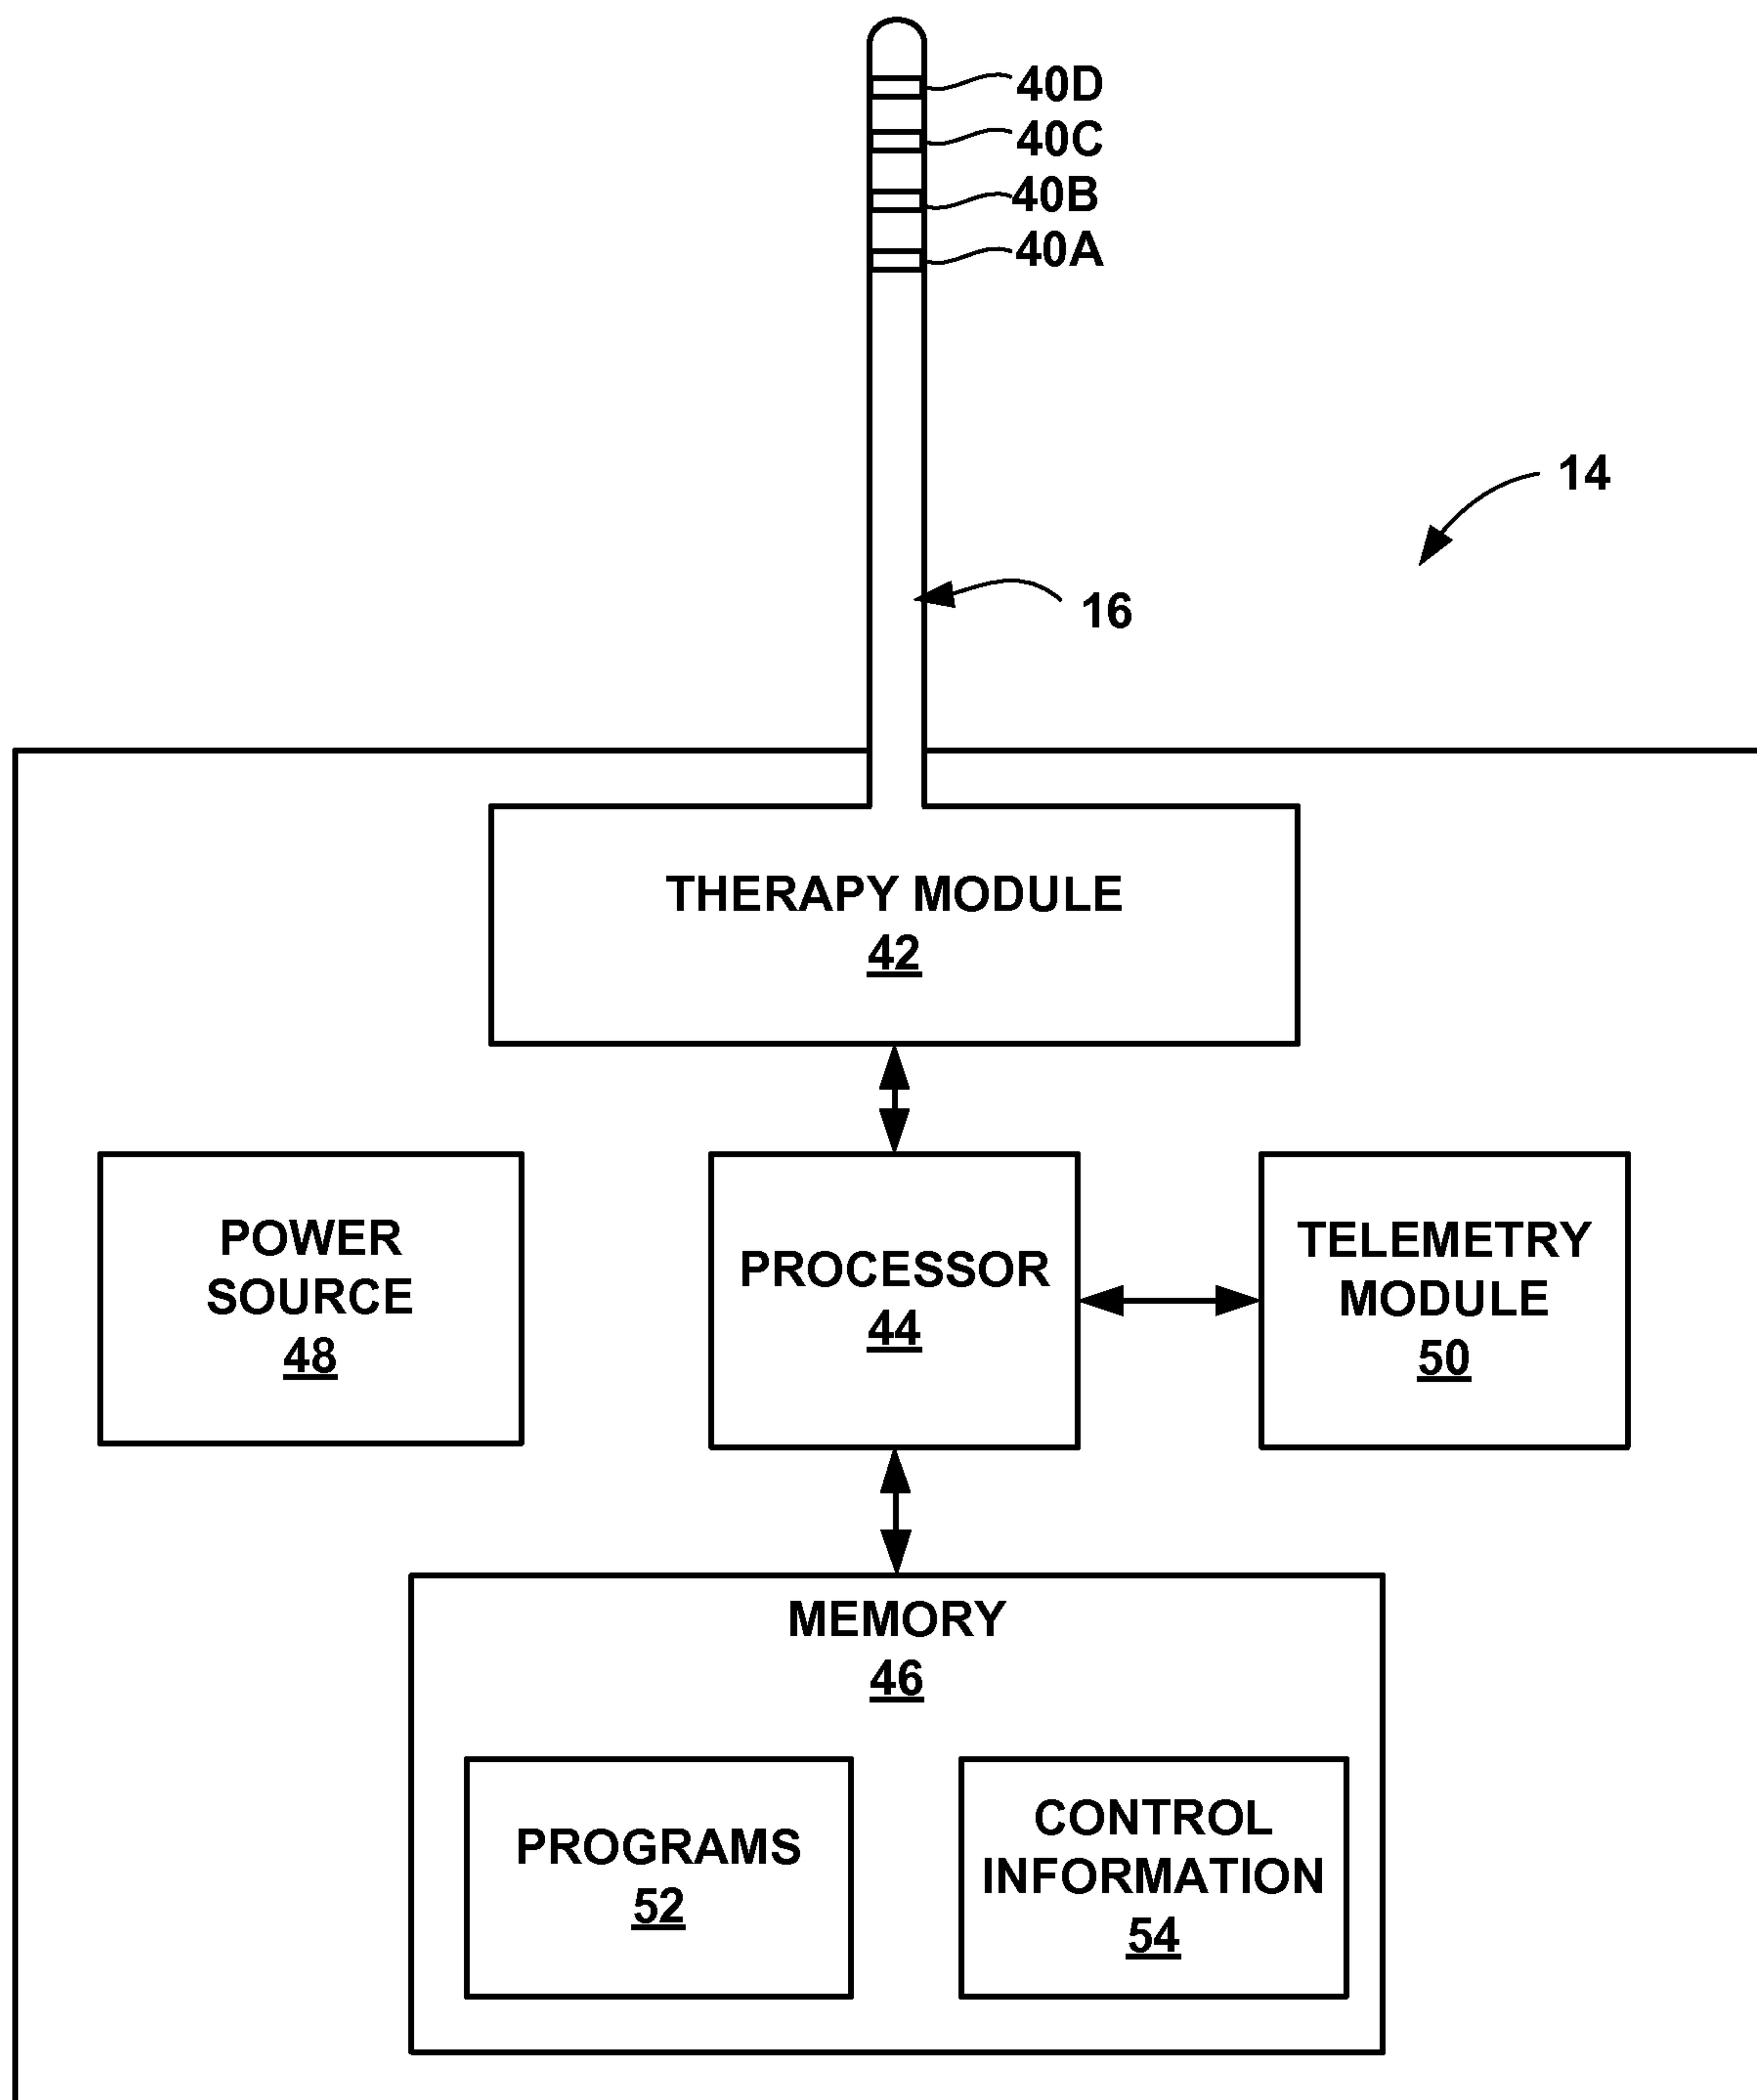 40D
40C
40B
40A
14
16
THERAPY MODULE
42
POWER
SOURCE
48
PROCESSOR
44
TELEMETRY
MODULE
50
MEMORY
46
PROGRAMS
52
CONTROL
INFORMATION
54